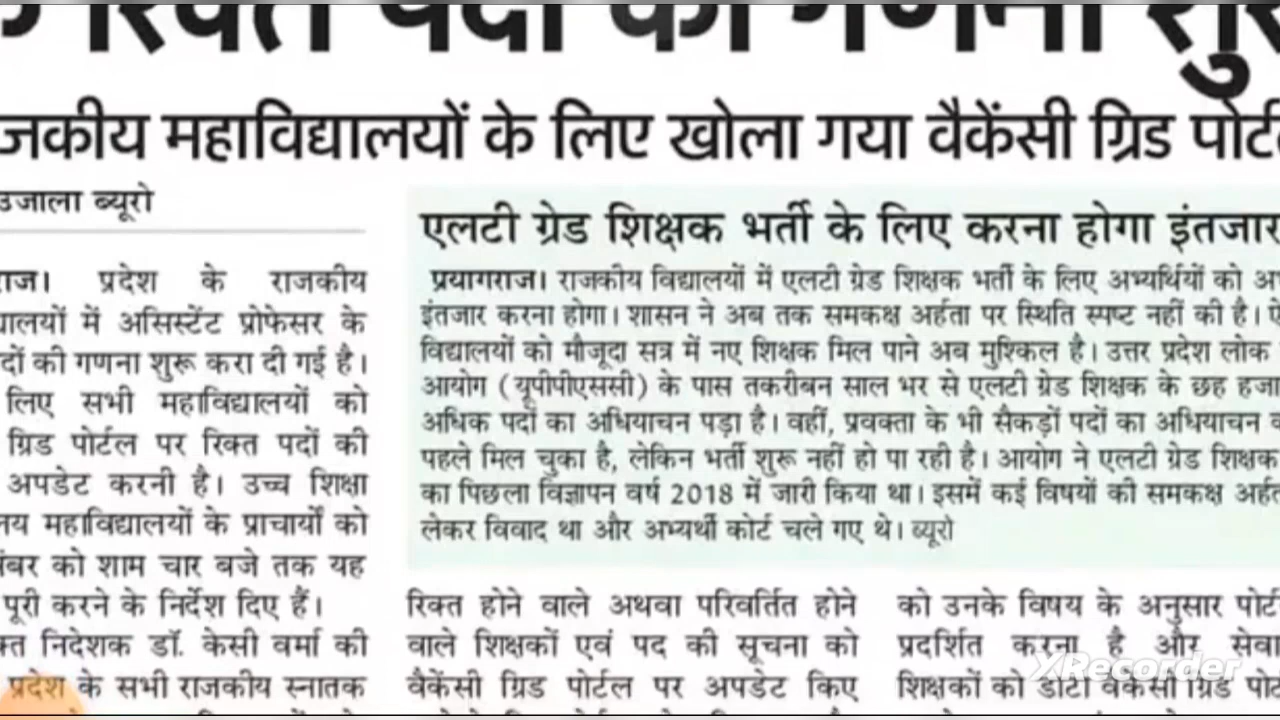 रिक्त पदों की गणना शुरू
महाविद्यालयों के लिए खोला गया वैकेंसी ग्रिड
उजाला ब्यूरो
प्रदेश के राजकीय
में असिस्टेंट प्रोफेसर के
की गणना शुरू करा दी गई है।
लिए सभी महाविद्यालयों को
ग्रिड पोर्टल पर रिक्त पदों की
अपडेट करनी है। उच्च शिक्षा
महाविद्यालयों के प्राचार्यों को
को शाम चार बजे तक यह
पूरी करने के निर्देश दिए हैं।
निदेशक डॉ. केसी वर्मा की
प्रदेश के सभी राजकीय स्नातक
एलटी ग्रेड शिक्षक भर्ती के लिए करना होगा इंतजार
प्रयागराज। राजकीय विद्यालयों में एलटी ग्रेड शिक्षक भर्ती के लिए अभ्यर्थियों को
इंतजार करना होगा। शासन ने अब तक समकक्ष अर्हता पर स्थिति स्पष्ट नहीं की है।
विद्यालयों को मौजूदा सत्र में नए शिक्षक मिल पाने अब मुश्किल है। उत्तर प्रदेश लोक
आयोग (यूपीपीएससी) के पास तकरीबन साल भर से एलटी ग्रेड शिक्षक के छह
अधिक पदों का अधियाचन पड़ा है। वहीं, प्रवक्ता के भी सैकड़ों पदों का अधियाचन
पहले मिल चुका है, लेकिन भर्ती शुरू नहीं हो पा रही है। आयोग ने एलटी ग्रेड शिक्षक
का पिछला विज्ञापन वर्ष 2018 में जारी किया था। इसमें कई विषयों की समकक्ष
लेकर विवाद था और अभ्यर्थी कोर्ट चले गए थे। ब्यूरो
रिक्त होने वाले अथवा परिवर्तित होने
वाले शिक्षकों एवं पद की सूचना को
वैकेंसी ग्रिड पोर्टल पर अपडेट किए
को उनके विषय के अनुसार
प्रदर्शित करना है और
शिक्षकों को डाटा वैकेंसी ग्रिड
XRecorder